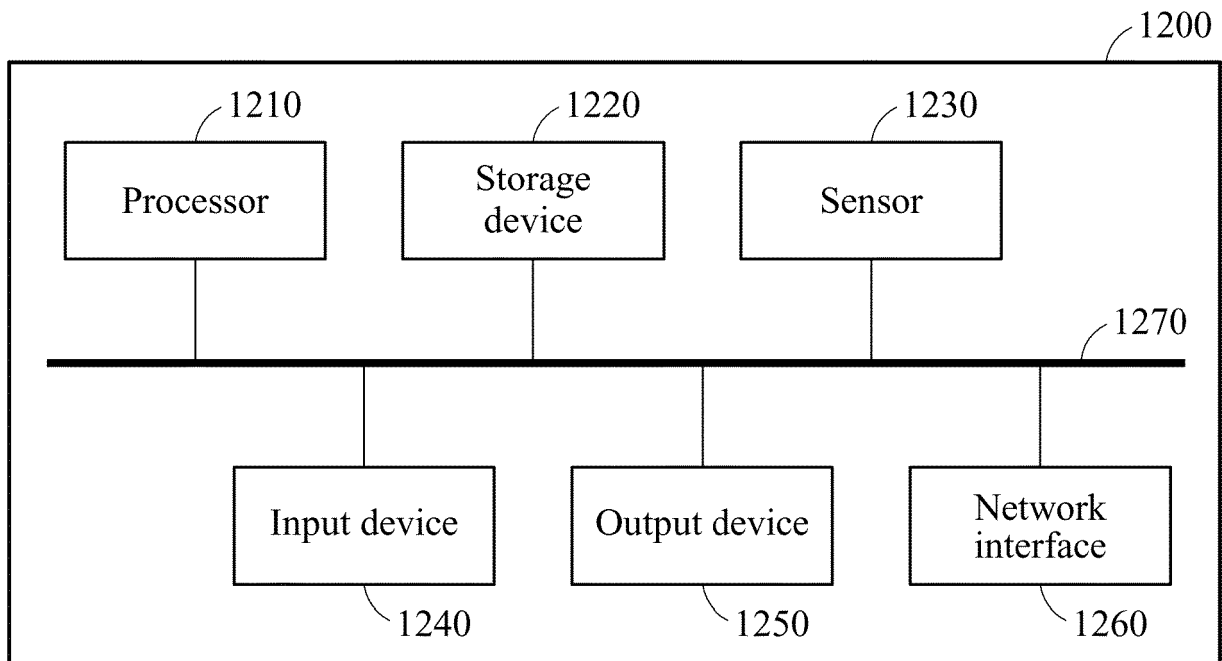 1200
1210
1220
1230
Processor
Storage
device
Sensor
1270
Input device
Output device
Network
interface
1240
1250
1260